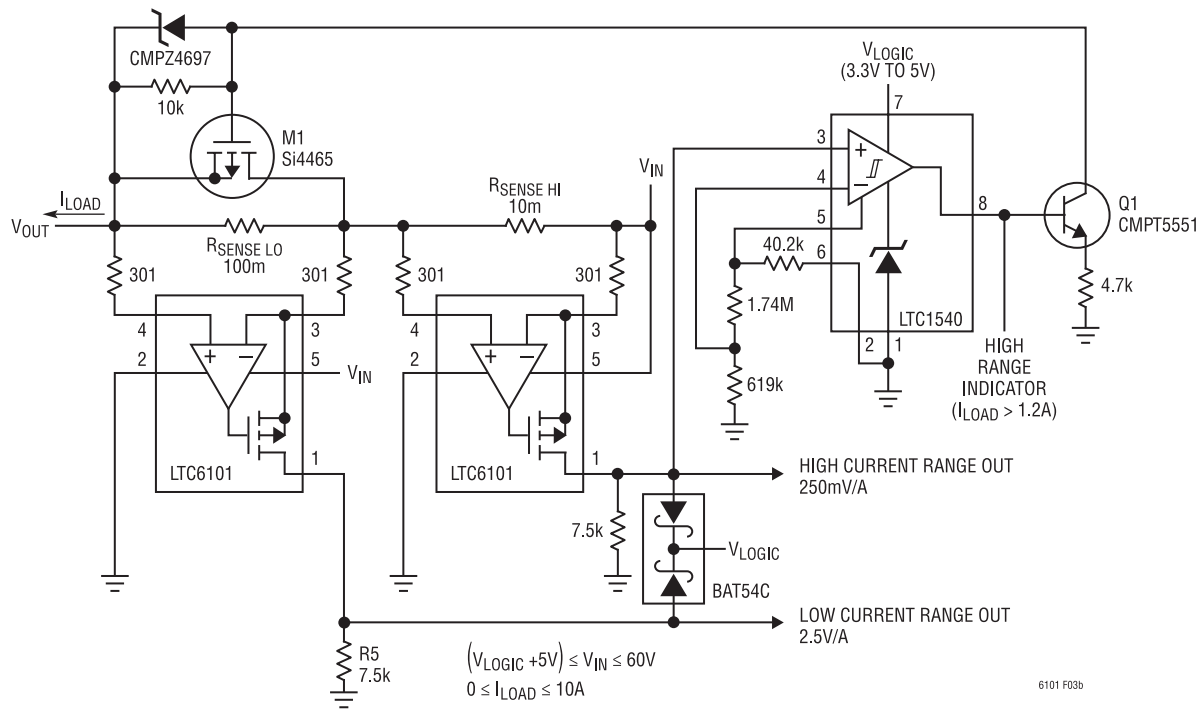 CMPZ4697
10k
M1
Si4465
VLOGIC
(3.3V TO 5V)
7
3
4
5
6
8
+
−
40.2k
1.74M
619k
2
1
LTC1540
Q1
CMPT5551
4.7k
HIGH
RANGE
INDICATOR
(ILOAD > 1.2A)
ILOAD
VOUT
RSENSE LO
100m
RSENSE HI
10m
VIN
301
301
301
301
4
3
2
5
+
−
VIN
1
LTC6101
4
3
2
5
+
−
1
LTC6101
HIGH CURRENT RANGE OUT
250mV/A
7.5k
VLOGIC
BAT54C
LOW CURRENT RANGE OUT
2.5V/A
R5
7.5k
(VLOGIC +5V) ≤ VIN ≤ 60V
0 ≤ ILOAD ≤ 10A
6101 F03b